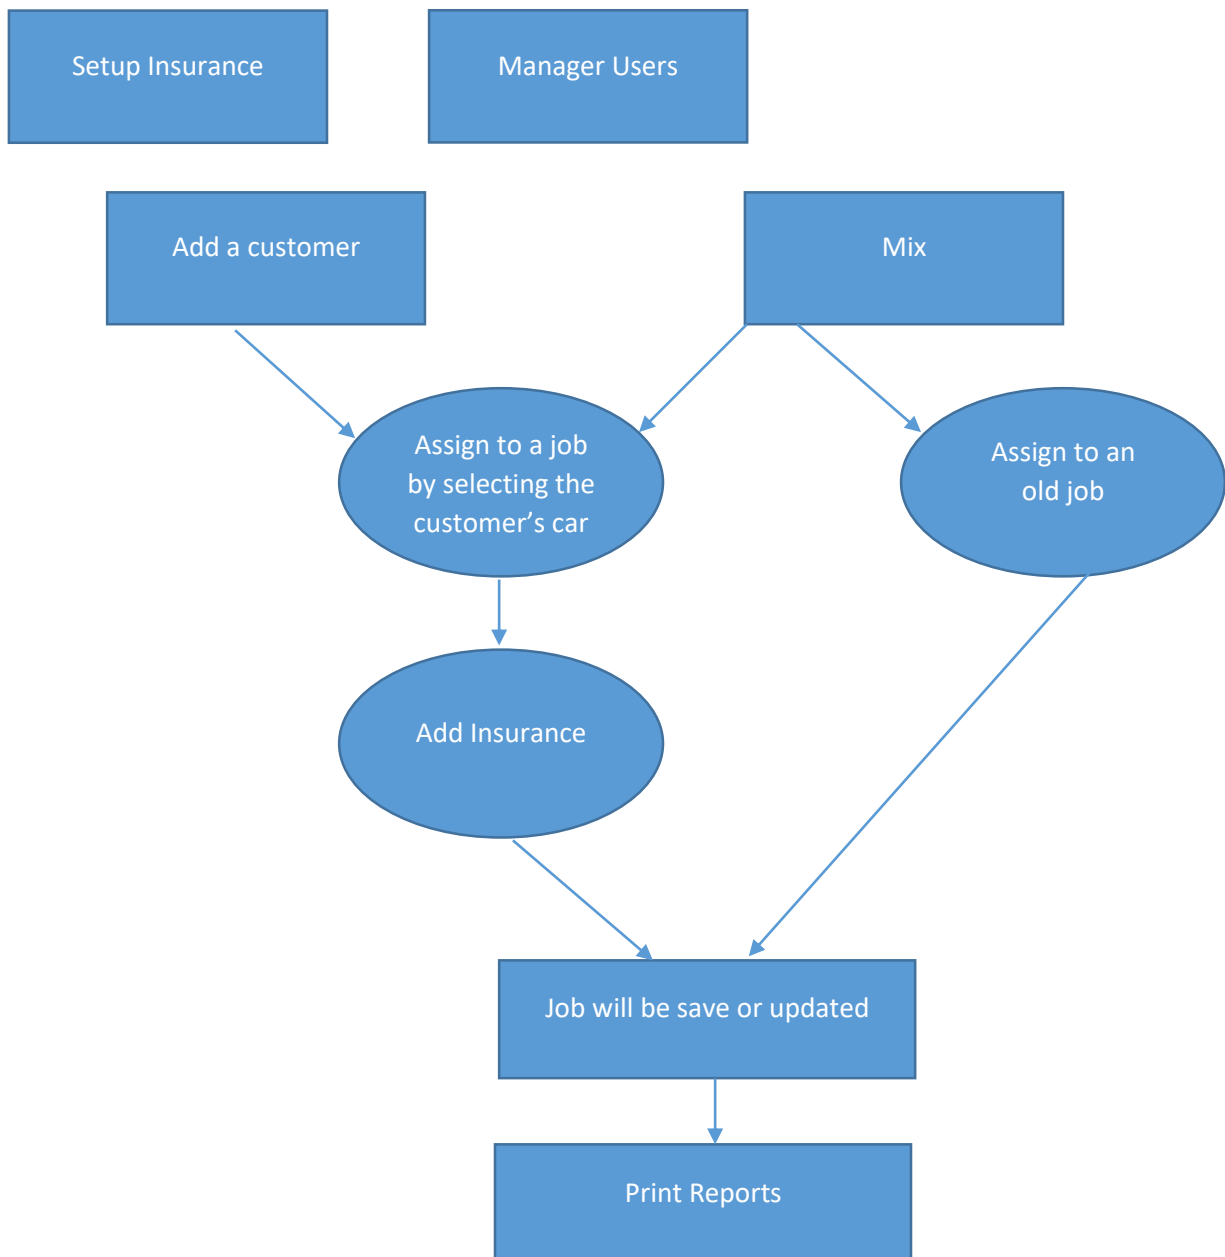 Setup Insurance
Manager Users
Add a customer
Mix
Assign to a job
by selecting the
customer’s car
Assign to an
old job
Add Insurance
Job will be save or updated
Print Reports